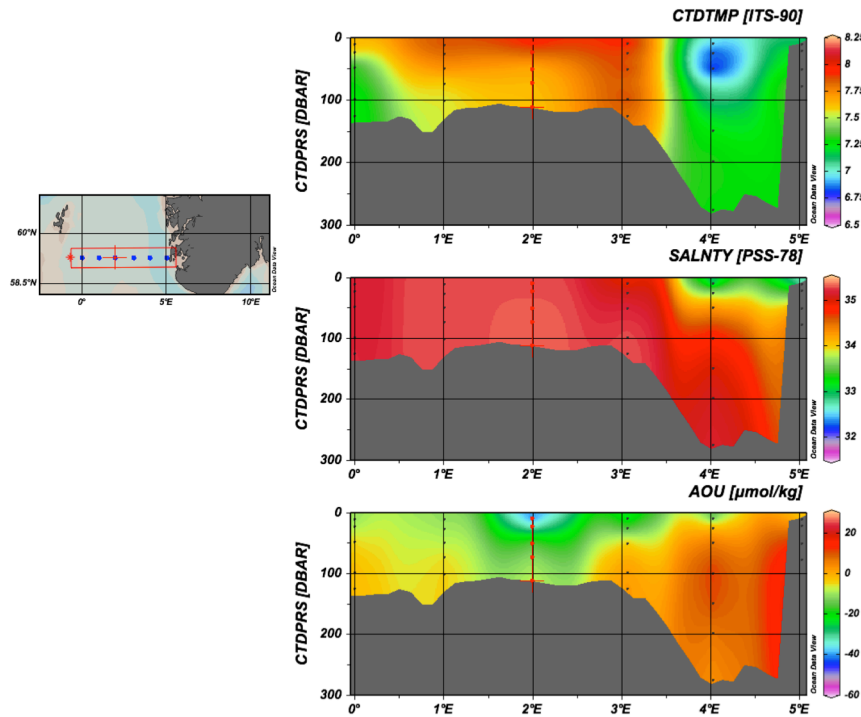 CTDTMP [ITS-90]
CTDPRS [DBAR]
0
100
200
300
0°E
1°E
2°E
3°E
4°E
5°E
Ocean Data View
8.25
8
7.75
7.5
7.25
7
6.75
6.5
60°N
58.5°N
0°
5°E
10°E
Ocean Data View
SALNTY [PSS-78]
CTDPRS [DBAR]
0
100
200
300
0°E
1°E
2°E
3°E
4°E
5°E
Ocean Data View
35
34
33
32
AOU [µmol/kg]
CTDPRS [DBAR]
0
100
200
300
0°E
1°E
2°E
3°E
4°E
5°E
Ocean Data View
20
0
-20
-40
-60